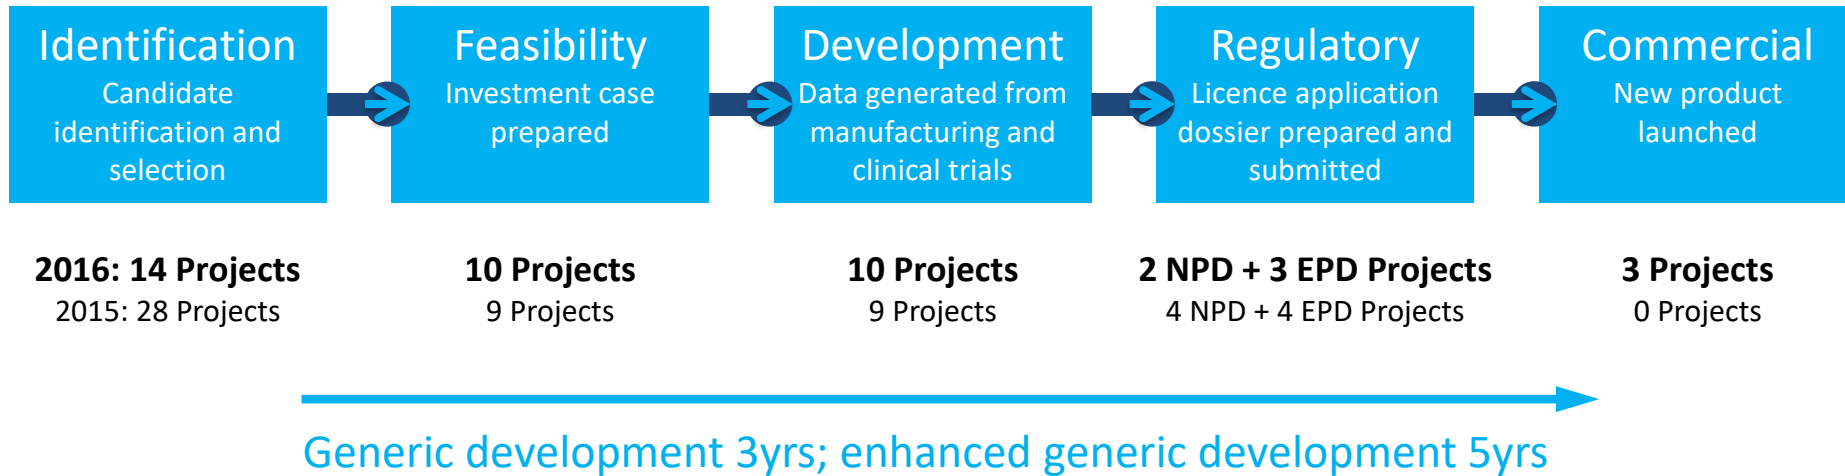 Identification
Candidate
identification and
selection
Feasibility
Investment case
prepared
Development
Data generated from
manufacturing and
clinical trials
Regulatory
Licence application
dossier prepared and
submitted
Commercial
New product
launched
2016: 14 Projects
2015: 28 Projects
10 Projects
9 Projects
10 Projects
9 Projects
2 NPD + 3 EPD Projects
4 NPD + 4 EPD Projects
3 Projects
0 Projects
Generic development 3yrs; enhanced generic development 5yrs